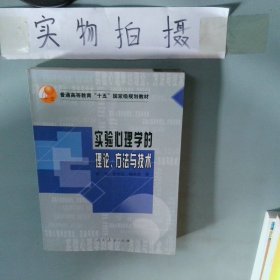 实物拍摄
普通高等教育“十五”国家级规划教材
实验心理学的
理论、方法与技术